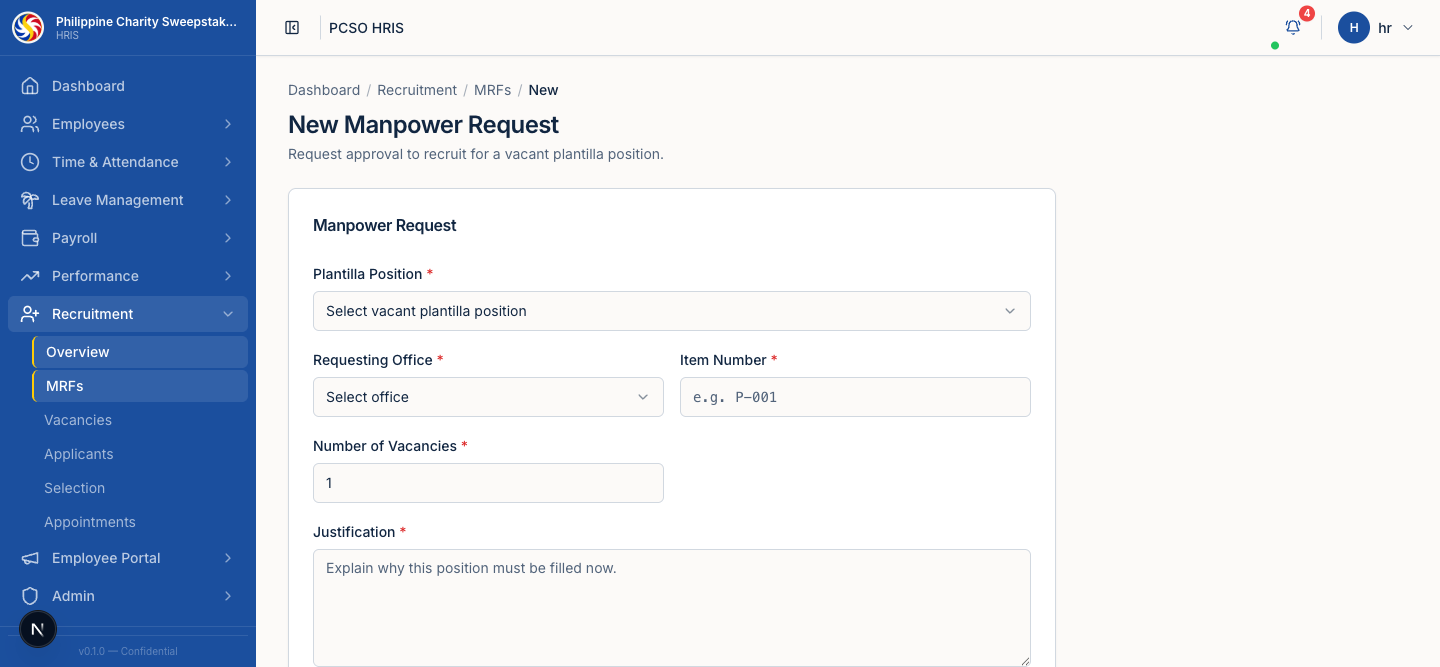 Philippine Charity Sweepstak...
HRIS
Dashboard
Employees
Time & Attendance
Leave Management
Payroll
Performance
Recruitment
Overview
MRFs
Vacancies
Applicants
Selection
Appointments
Employee Portal
Admin
N
v0.1.0 — Confidential
PCSO HRIS
4
H
hr
Dashboard / Recruitment / MRFs / New
New Manpower Request
Request approval to recruit for a vacant plantilla position.
Manpower Request
Plantilla Position *
Select vacant plantilla position
Requesting Office *
Item Number *
Select office
e.g. P-001
Number of Vacancies *
1
Justification *
Explain why this position must be filled now.